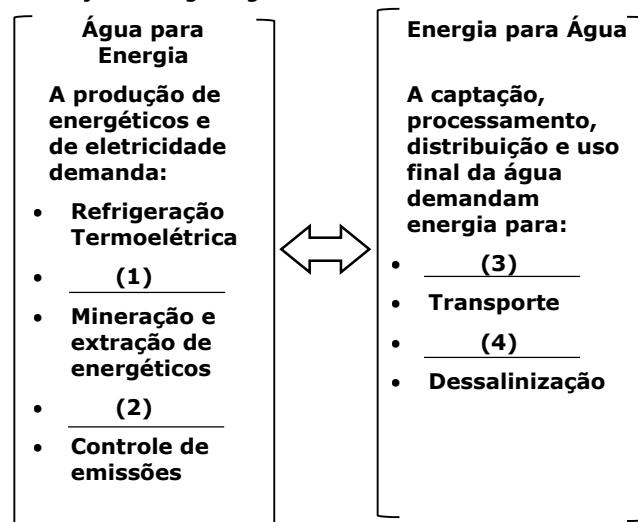 Água para
Energia
A produção de
energéticos e
de eletricidade
demanda:
• Refrigeração
Termoelétrica
• (1)
• Mineração e
extração de
energéticos
• (2)
• Controle de
emissões
Energia para Água
A captação,
processamento,
distribuição e uso
final da água
demandam
energia para:
• (3)
• Transporte
• (4)
• Dessalinização